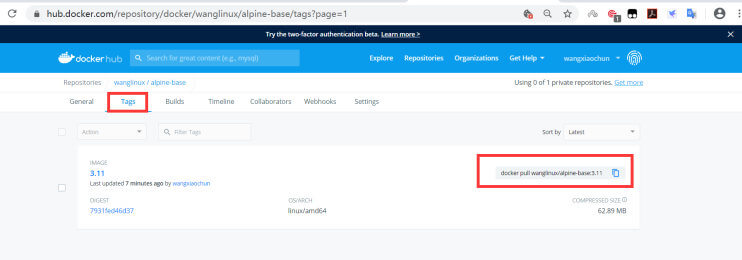 hub.docker.com/repository/docker/wanglinux/alpine-base/tags?page=1
Try the two-factor authentication beta. Learn more >
docker hub Search for great content (e.g., mysql) Explore Repositories Organizations Get Help wangxiaochun
Repositories wanglinux / alpine-base Using 0 of 1 private repositories. Get more
General Tags Builds Timeline Collaborators Webhooks Settings
Action Filter Tags Sort by Latest
IMAGE
3.11 docker pull wanglinux/alpine-base:3.11
Last updated 7 minutes ago by wangxiaochun
DIGEST OS/ARCH COMPRESSED SIZE
7931fed46d37 linux/amd64 62.89 MB